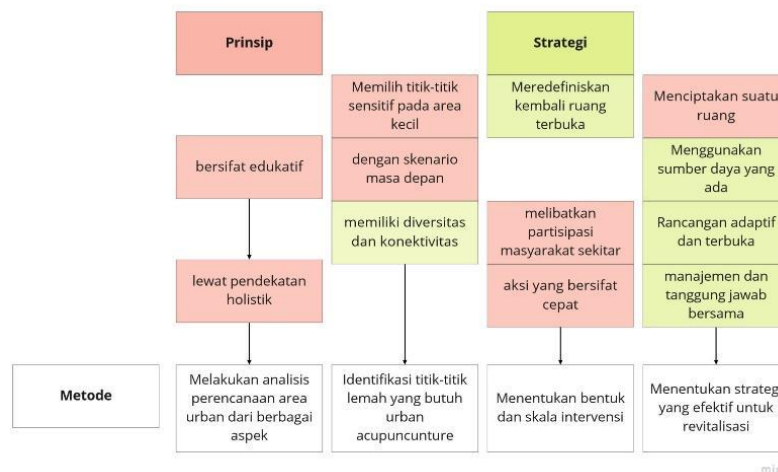 Prinsip
Strategi
Memilih titik-titik
sensitif pada area
kecil
Meredefiniskan
kembali ruang
terbuka
Menciptakan suatu
ruang
bersifat edukatif
dengan skenario
masa depan
Menggunakan
sumber daya yang
ada
memiliki diversitas
dan konektivitas
melibatkan
partisipasi
masyarakat sekitar
Rancangan adaptif
dan terbuka
lewat pendekatan
holistik
aksi yang bersifat
cepat
manajemen dan
tanggung jawab
bersama
Metode
Melakukan analisis
perencanaan area
urban dari berbagai
aspek
Identifikasi titik-titik
lemah yang butuh
urban
acupuncunture
Menentukan bentuk
dan skala intervensi
Menentukan strateg
yang efektif untuk
revitalisasi